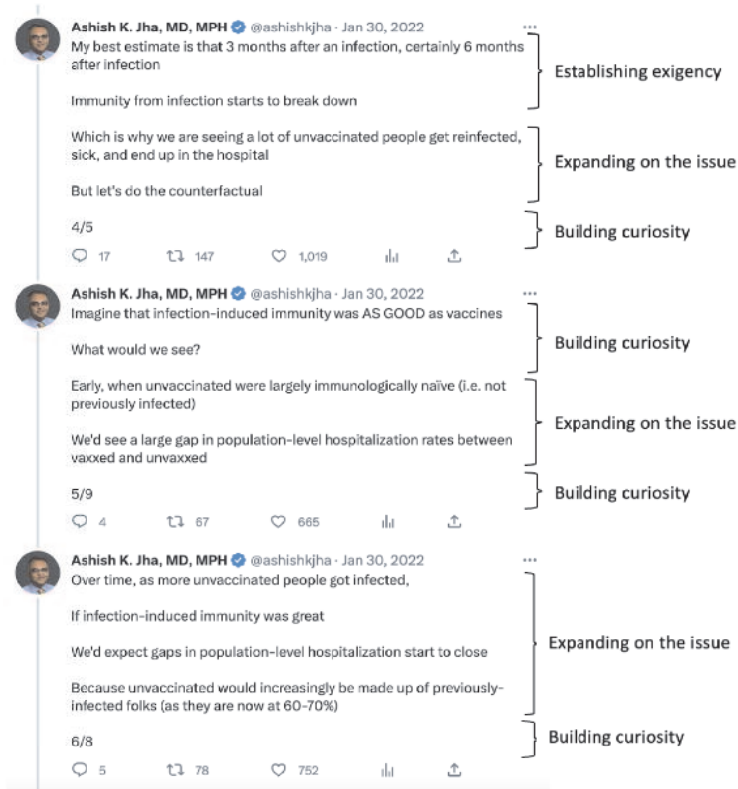 Ashish K. Jha, MD, MPH @ashishkjha · Jan 30, 2022 ...
My best estimate is that 3 months after an infection, certainly 6 months
after infection
Establishing exigency
Immunity from infection starts to break down
Which is why we are seeing a lot of unvaccinated people get reinfected,
sick, and end up in the hospital
Expanding on the issue
But let's do the counterfactual
4/5
Building curiosity
17 147 1,019
Ashish K. Jha, MD, MPH @ashishkjha · Jan 30, 2022 ...
Imagine that infection-induced immunity was AS GOOD as vaccines
Building curiosity
What would we see?
Early, when unvaccinated were largely immunologically naïve (i.e. not
previously infected)
Expanding on the issue
We'd see a large gap in population-level hospitalization rates between
vaxxed and unvaxxed
5/9
Building curiosity
4 67 665
Ashish K. Jha, MD, MPH @ashishkjha · Jan 30, 2022 ...
Over time, as more unvaccinated people got infected,
If infection-induced immunity was great
Expanding on the issue
We'd expect gaps in population-level hospitalization start to close
Because unvaccinated would increasingly be made up of previously-
infected folks (as they are now at 60-70%)
6/8
Building curiosity
5 78 752